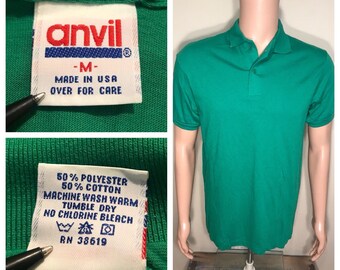 anvil®
-M-
MADE IN USA
OVER FOR CARE
50% POLYESTER
50% COTTON
MACHINE WASH WARM
TUMBLE DRY
NO CHLORINE BLEACH
RN 38619